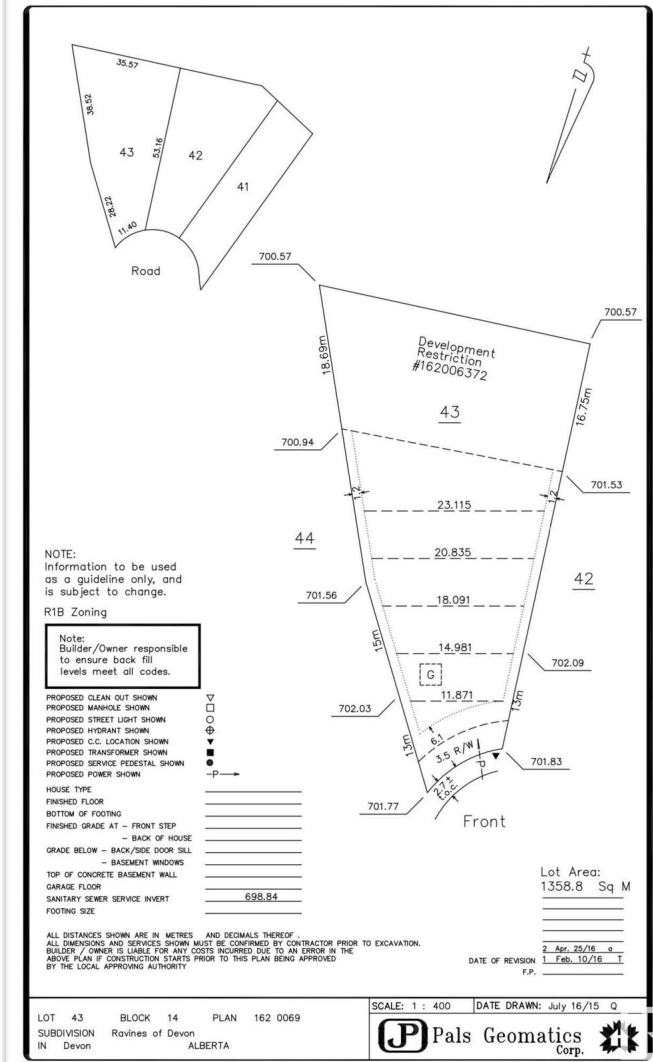 35.57
38.52
43
53.16
42
41
28.22
11.40
Road
700.57
700.57
Development
Restriction
#162006372
18.69m
16.75m
43
700.94
701.53
1.2
1.2
23.115
44
20.835
42
701.56
18.091
15m
14.981
702.09
G
702.03
11.871
13m
13m
6.1
3.5 R/W
P
701.83
2.7 ±
t.o.c.
701.77
Front
NOTE:
Information to be used
as a guideline only, and
is subject to change.
R1B Zoning
Note:
Builder/Owner responsible
to ensure back fill
levels meet all codes.
PROPOSED CLEAN OUT SHOWN
PROPOSED MANHOLE SHOWN
PROPOSED STREET LIGHT SHOWN
PROPOSED HYDRANT SHOWN
PROPOSED C.C. LOCATION SHOWN
PROPOSED TRANSFORMER SHOWN
PROPOSED SERVICE PEDESTAL SHOWN
PROPOSED POWER SHOWN –P→
HOUSE TYPE
FINISHED FLOOR
BOTTOM OF FOOTING
FINISHED GRADE AT – FRONT STEP
– BACK OF HOUSE
GRADE BELOW – BACK/SIDE DOOR SILL
– BASEMENT WINDOWS
TOP OF CONCRETE BASEMENT WALL
GARAGE FLOOR
SANITARY SEWER SERVICE INVERT 698.84
FOOTING SIZE
Lot Area:
1358.8 Sq M
2 Apr. 25/16 a
DATE OF REVISION 1 Feb. 10/16 T
F.P.
ALL DISTANCES SHOWN ARE IN METRES AND DECIMALS THEREOF .
ALL DIMENSIONS AND SERVICES SHOWN MUST BE CONFIRMED BY CONTRACTOR PRIOR TO EXCAVATION.
BUILDER / OWNER IS LIABLE FOR ANY COSTS INCURRED DUE TO AN ERROR IN THE
ABOVE PLAN IF CONSTRUCTION STARTS PRIOR TO THIS PLAN BEING APPROVED
BY THE LOCAL APPROVING AUTHORITY
LOT 43 BLOCK 14 PLAN 162 0069
SUBDIVISION Ravines of Devon
IN Devon ALBERTA
SCALE: 1 : 400 DATE DRAWN: July 16/15 Q
JP Pals Geomatics
Corp.